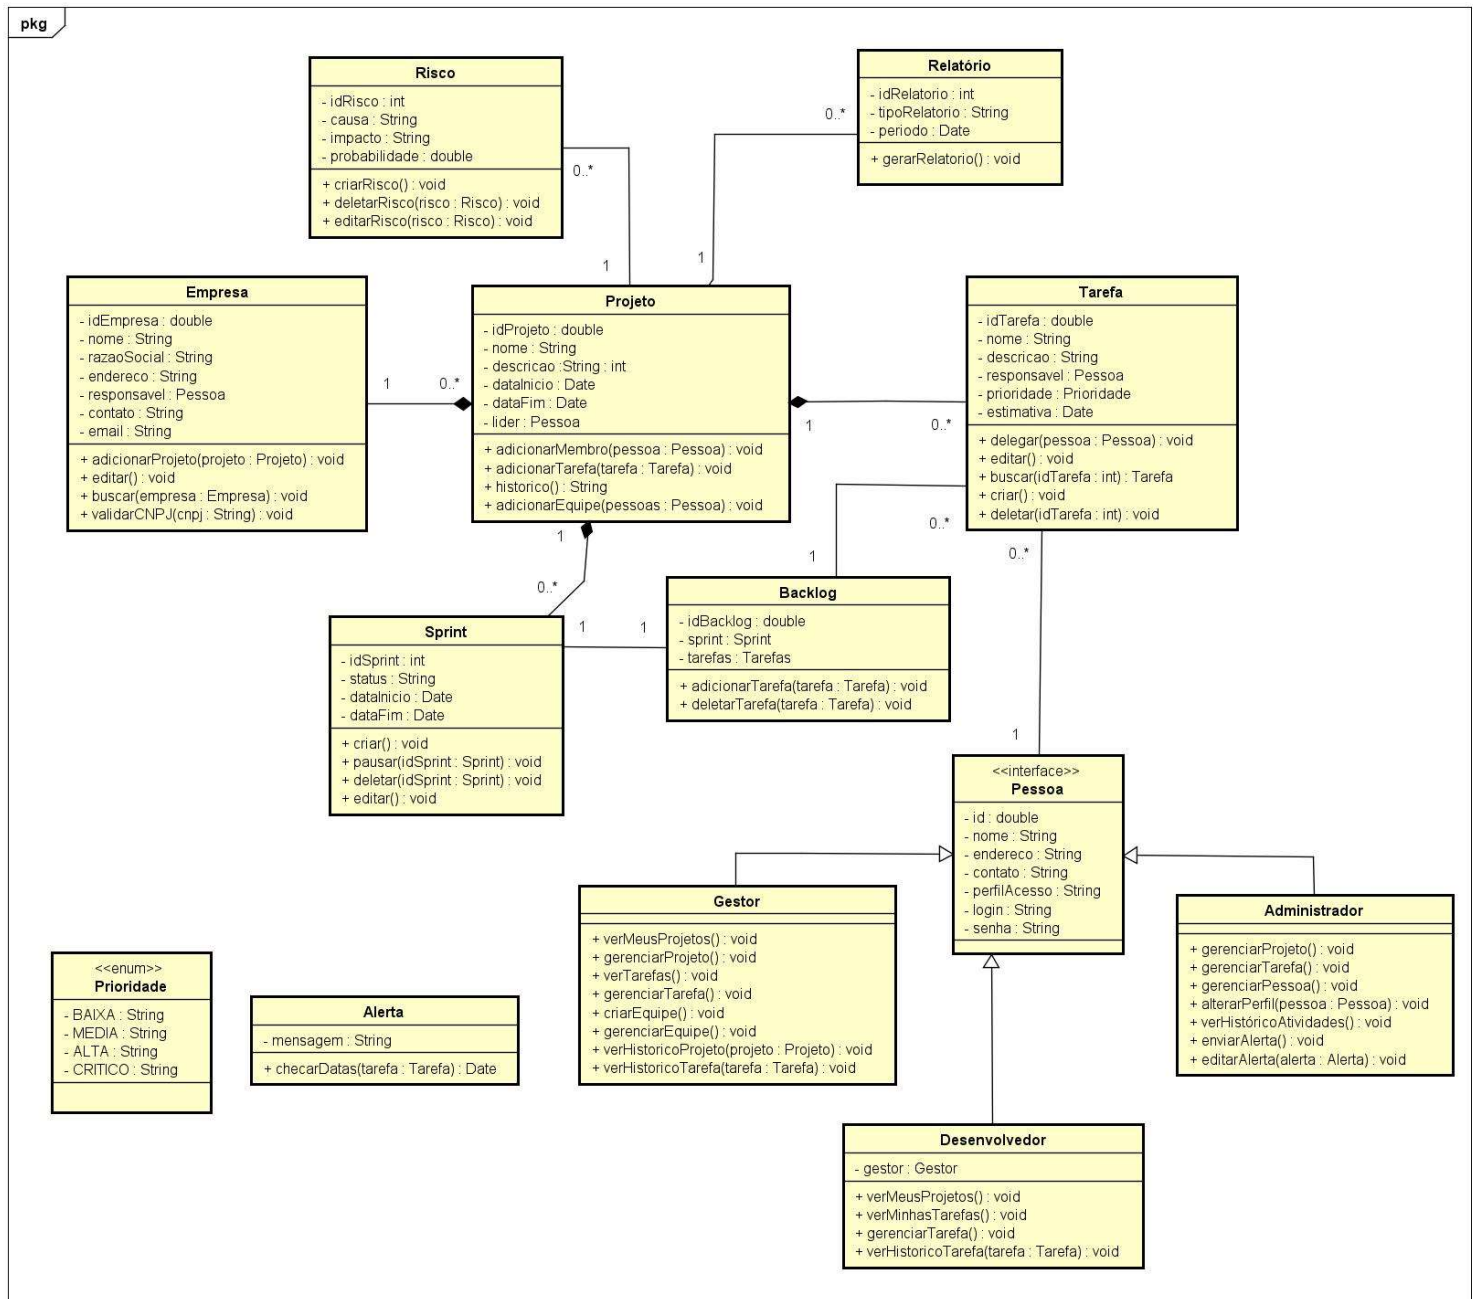 pkg
Risco
- idRisco : int
- causa : String
- impacto : String
- probabilidade : double
+ criarRisco() : void
+ deletarRisco(risco : Risco) : void
+ editarRisco(risco : Risco) : void
0..*
1
Relatório
- idRelatorio : int
- tipoRelatorio : String
- periodo : Date
+ gerarRelatorio() : void
0..*
1
Empresa
- idEmpresa : double
- nome : String
- razaoSocial : String
- endereco : String
- responsavel : Pessoa
- contato : String
- email : String
+ adicionarProjeto(projeto : Projeto) : void
+ editar() : void
+ buscar(empresa : Empresa) : void
+ validarCNPJ(cnpj : String) : void
1
0..*
Projeto
- idProjeto : double
- nome : String
- descricao :String : int
- dataInicio : Date
- dataFim : Date
- lider : Pessoa
+ adicionarMembro(pessoa : Pessoa) : void
+ adicionarTarefa(tarefa : Tarefa) : void
+ historico() : String
+ adicionarEquipe(pessoas : Pessoa) : void
1
0..*
Tarefa
- idTarefa : double
- nome : String
- descricao : String
- responsavel : Pessoa
- prioridade : Prioridade
- estimativa : Date
+ delegar(pessoa : Pessoa) : void
+ editar() : void
+ buscar(idTarefa : int) : Tarefa
+ criar() : void
+ deletar(idTarefa : int) : void
1
0..*
0..*
1
0..*
1
Sprint
- idSprint : int
- status : String
- dataInicio : Date
- dataFim : Date
+ criar() : void
+ pausar(idSprint : Sprint) : void
+ deletar(idSprint : Sprint) : void
+ editar() : void
1
1
Backlog
- idBacklog : double
- sprint : Sprint
- tarefas : Tarefas
+ adicionarTarefa(tarefa : Tarefa) : void
+ deletarTarefa(tarefa : Tarefa) : void
<<interface>>
Pessoa
- id : double
- nome : String
- endereco : String
- contato : String
- perfilAcesso : String
- login : String
- senha : String
Gestor
+ verMeusProjetos() : void
+ gerenciarProjeto() : void
+ verTarefas() : void
+ gerenciarTarefa() : void
+ criarEquipe() : void
+ gerenciarEquipe() : void
+ verHistoricoProjeto(projeto : Projeto) : void
+ verHistoricoTarefa(tarefa : Tarefa) : void
Administrador
+ gerenciarProjeto() : void
+ gerenciarTarefa() : void
+ gerenciarPessoa() : void
+ alterarPerfil(pessoa : Pessoa) : void
+ verHistóricoAtividades() : void
+ enviarAlerta() : void
+ editarAlerta(alerta : Alerta) : void
<<enum>>
Prioridade
- BAIXA : String
- MEDIA : String
- ALTA : String
- CRITICO : String
Alerta
- mensagem : String
+ checarDatas(tarefa : Tarefa) : Date
Desenvolvedor
- gestor : Gestor
+ verMeusProjetos() : void
+ verMinhasTarefas() : void
+ gerenciarTarefa() : void
+ verHistoricoTarefa(tarefa : Tarefa) : void